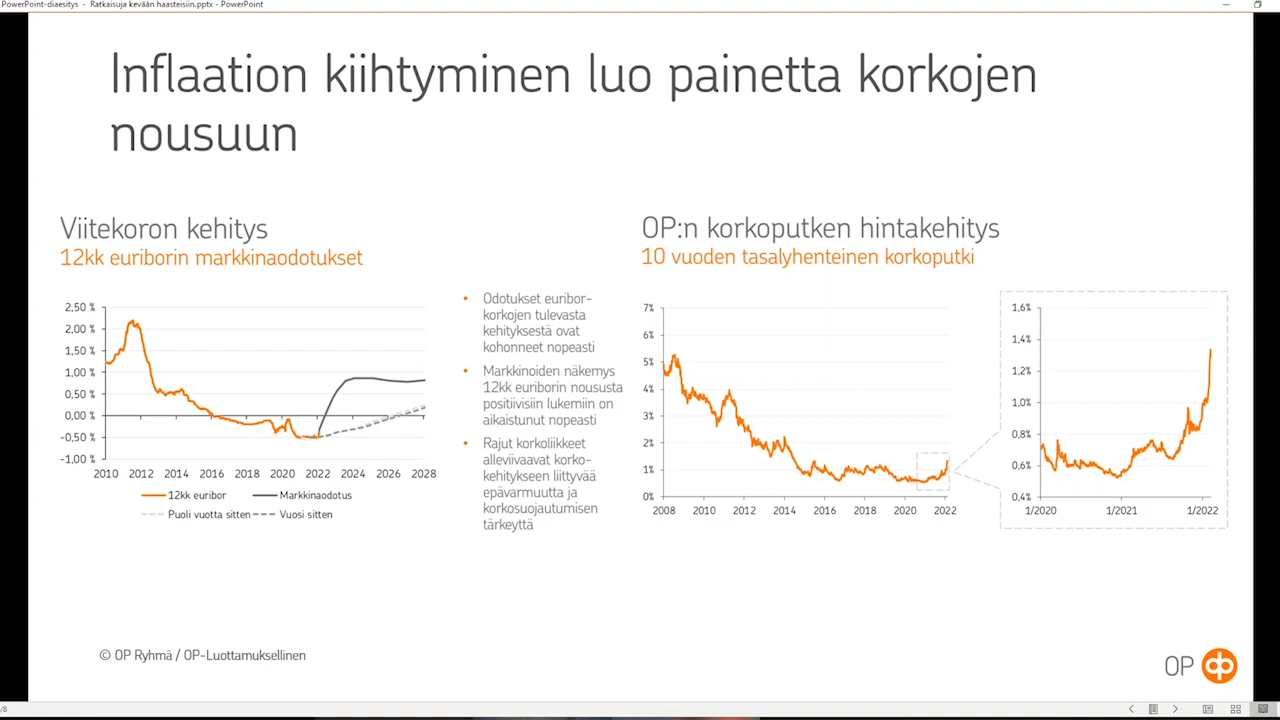 PowerPoint-diaesitys - Ratkaisuja kevään haasteisiin.pptx - PowerPoint
Inflaation kiihtyminen luo painetta korkojen
nousuun
Viitekoron kehitys
12kk euriborin markkinaodotukset
2,50 %
2,00 %
1,50 %
1,00 %
0,50 %
0,00 %
-0,50 %
-1,00 %
2010 2012 2014 2016 2018 2020 2022 2024 2026 2028
12kk euribor
Markkinaodotus
Puoli vuotta sitten
Vuosi sitten
• Odotukset euribor-
korkojen tulevasta
kehityksestä ovat
kohonneet nopeasti
• Markkinoiden näkemys
12kk euriborin noususta
positiivisiin lukemiin on
aikaistunut nopeasti
• Rajut korkoliikkeet
alleviivaavat korko-
kehitykseen liittyvää
epävarmuutta ja
korkosuojautumisen
tärkeyttä
OP:n korkoputken hintakehitys
10 vuoden tasalyhenteinen korkoputki
7%
6%
5%
4%
3%
2%
1%
0%
2008 2010 2012 2014 2016 2018 2020 2022
1.6%
1.4%
1.2%
1,0%
0,8%
0,6%
0,4%
1/2020 1/2021 1/2022
© OP Ryhmä / OP-Luottamuksellinen
OP
/8